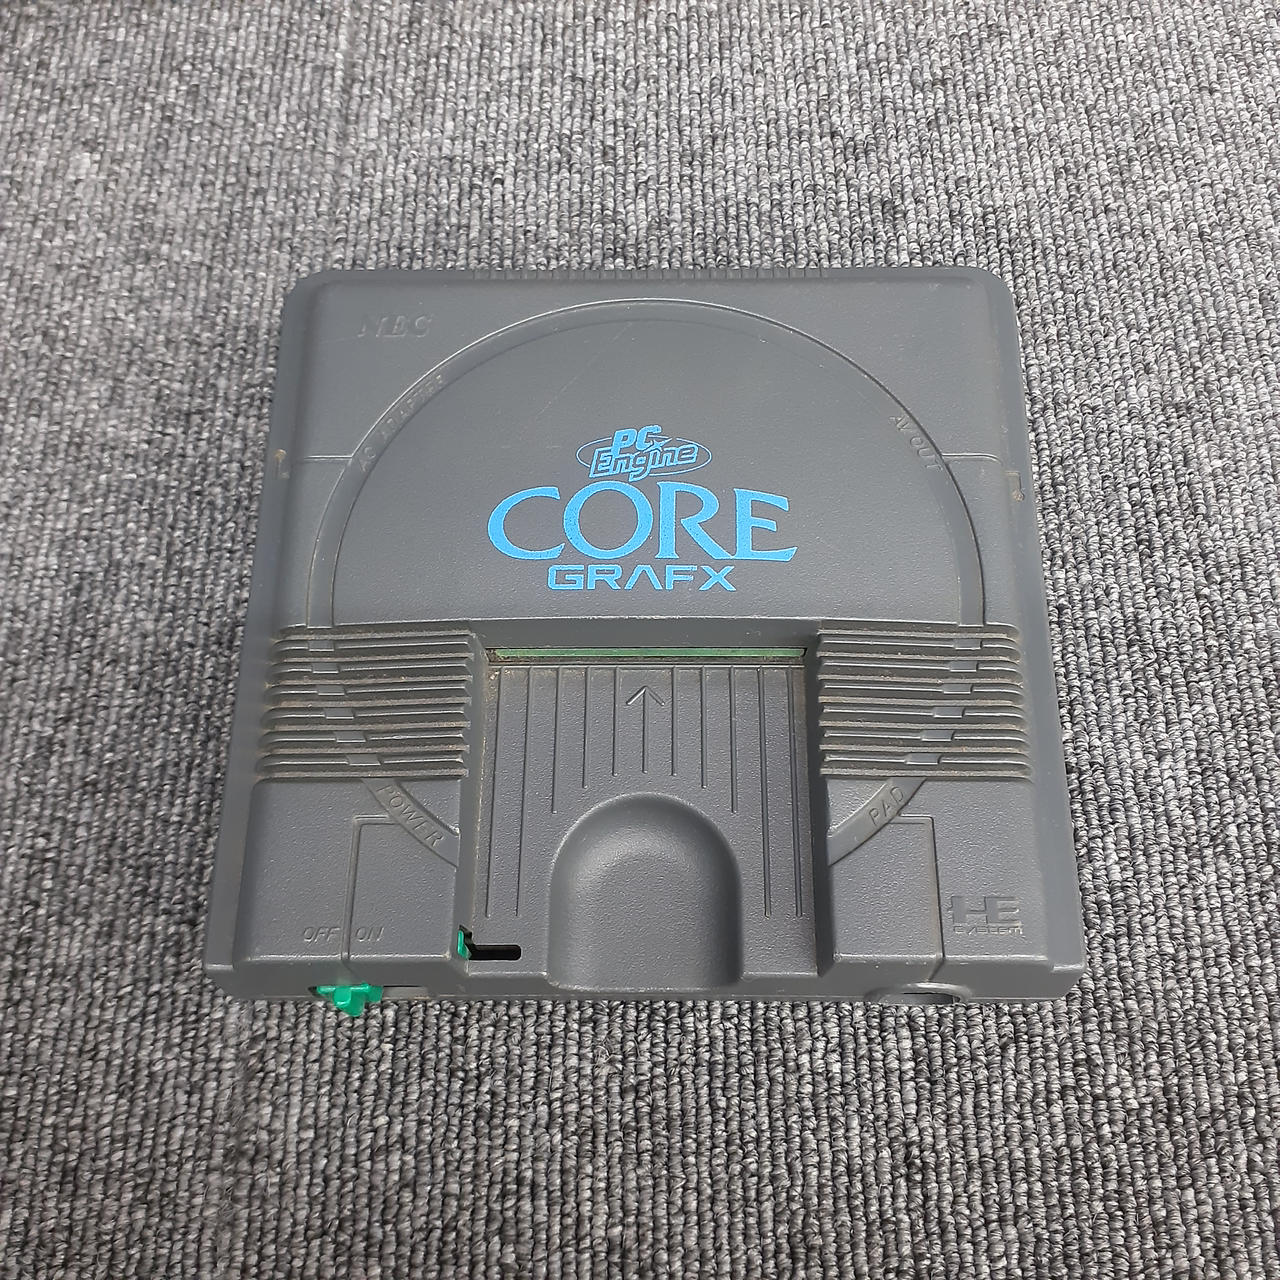 NEC
AC ADAPTER
AV OUT
PC
Engine
CORE
GRAFX
POWER
PAD
OFF ON
HE
SYSTEM